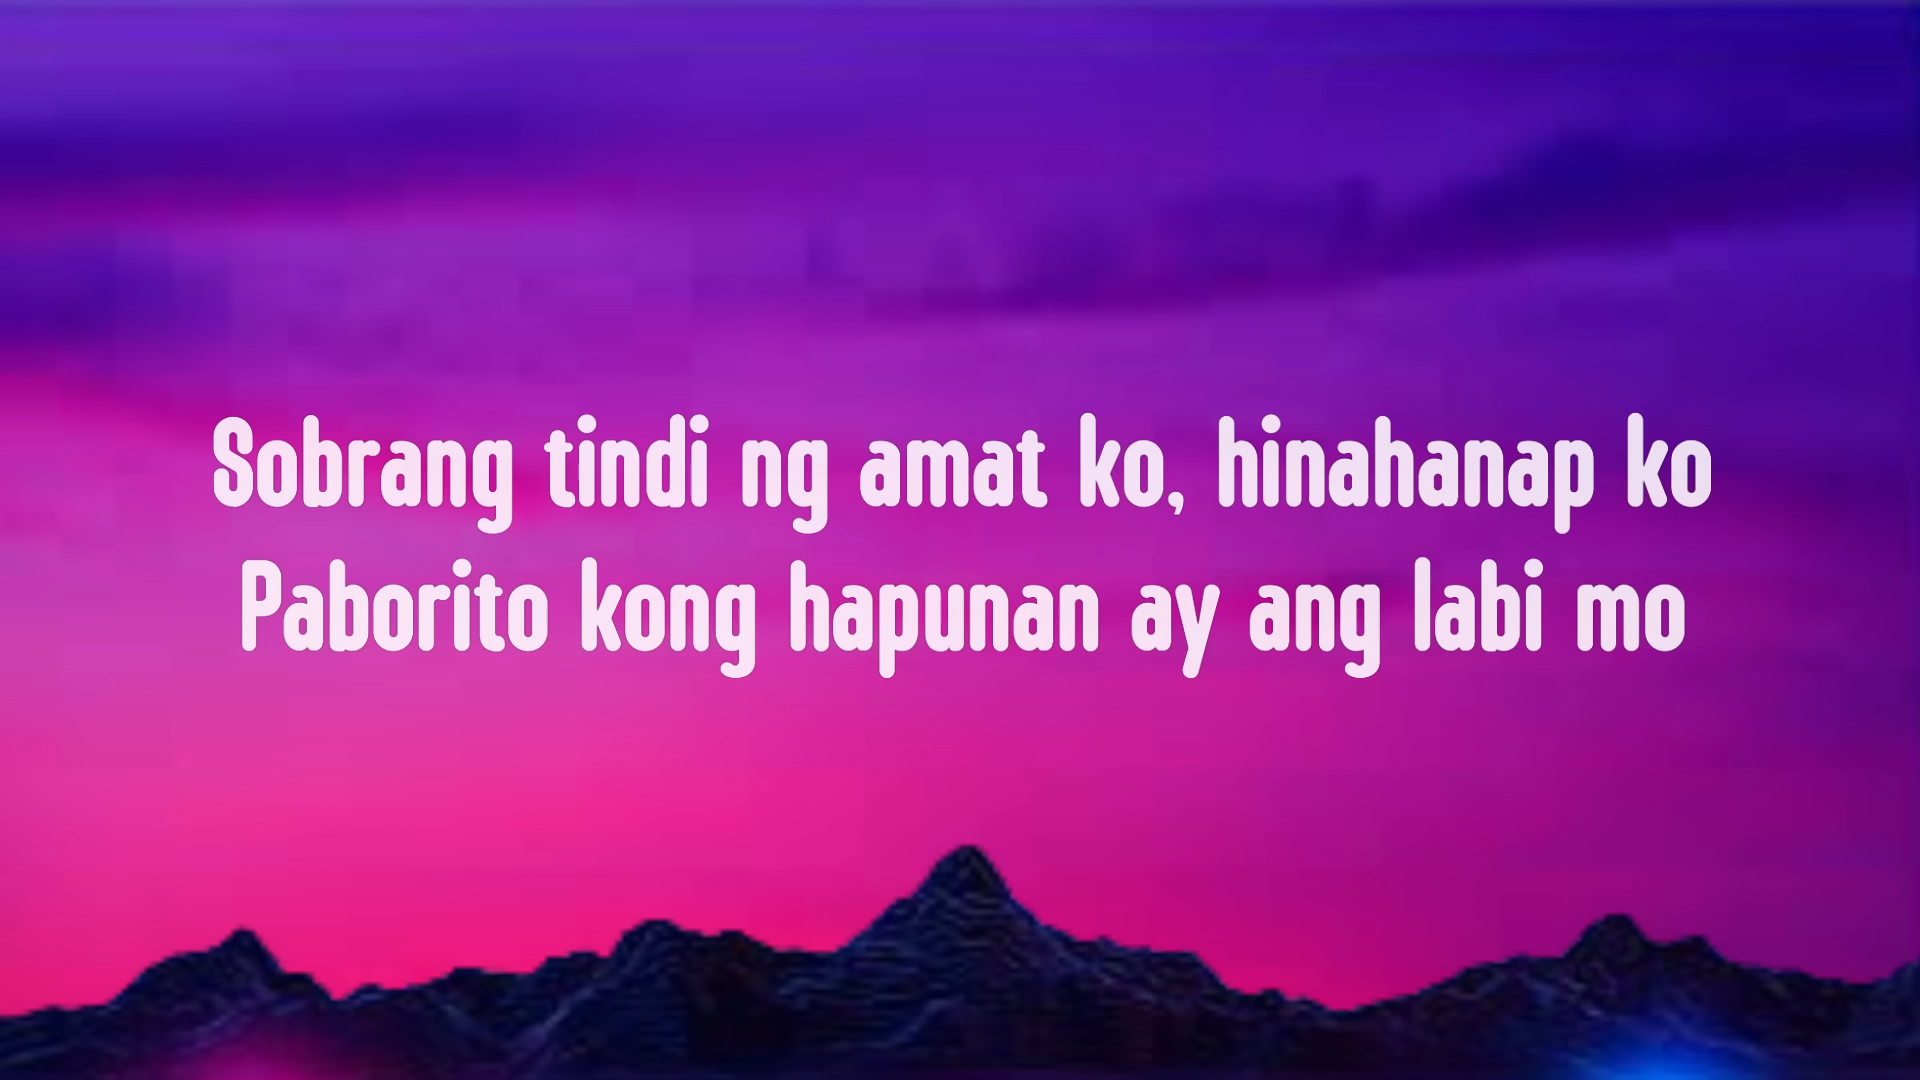 Sobrang tindi ng amat ko, hinahanap ko
Paborito kong hapunan ay ang labi mo